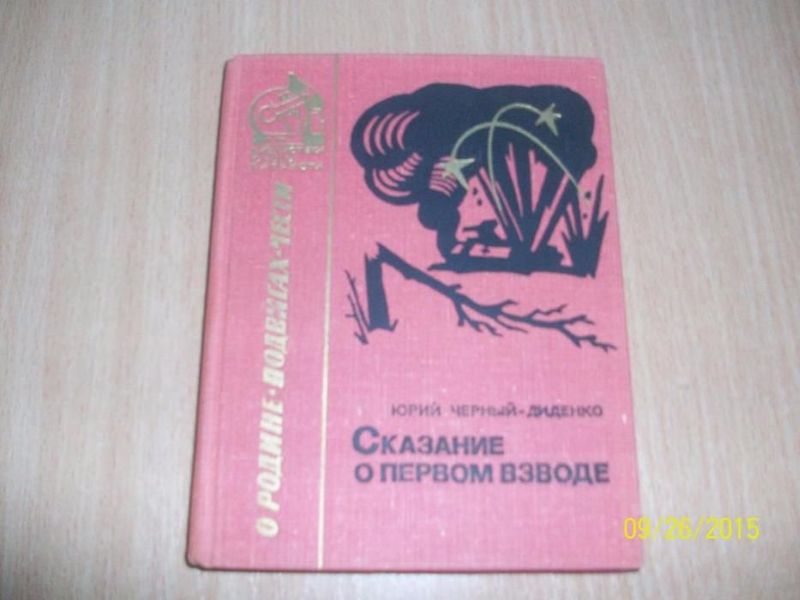 О РОДИНЕ·ПОДВИГАХ·ЧЕСТИ
ЮРИЙ ЧЕРНЫЙ-ДИДЕНКО
СКАЗАНИЕ
О ПЕРВОМ ВЗВОДЕ
09/26/2015